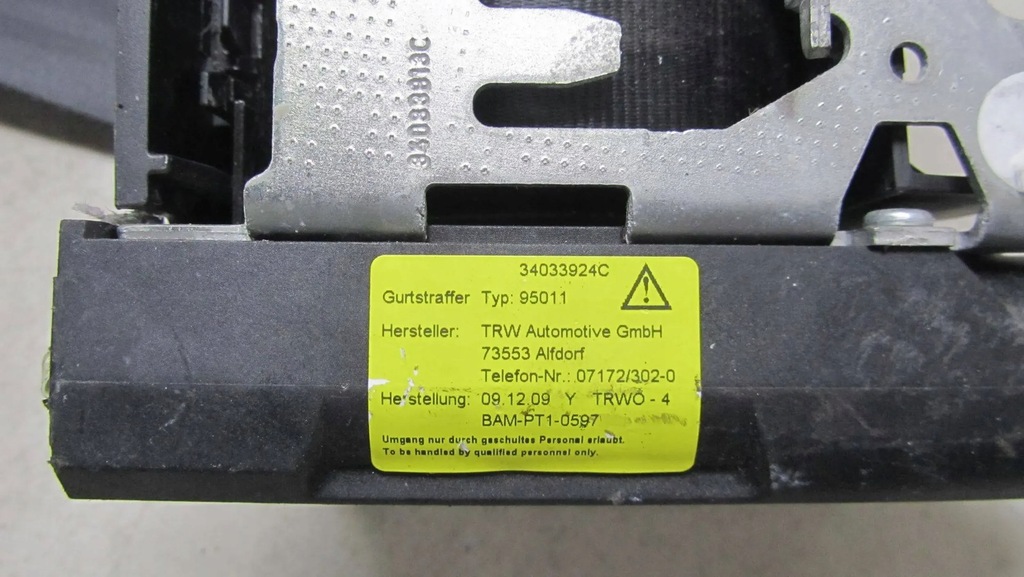 34033813C
34033924C
Gurtstraffer Typ: 95011
Hersteller: TRW Automotive GmbH
73553 Alfdorf
Telefon-Nr.: 07172/302-0
Herstellung: 09.12.09 Y TRWO - 4
BAM-PT1-0597
Umgang nur durch geschultes Personal erlaubt.
To be handled by qualified personnel only.